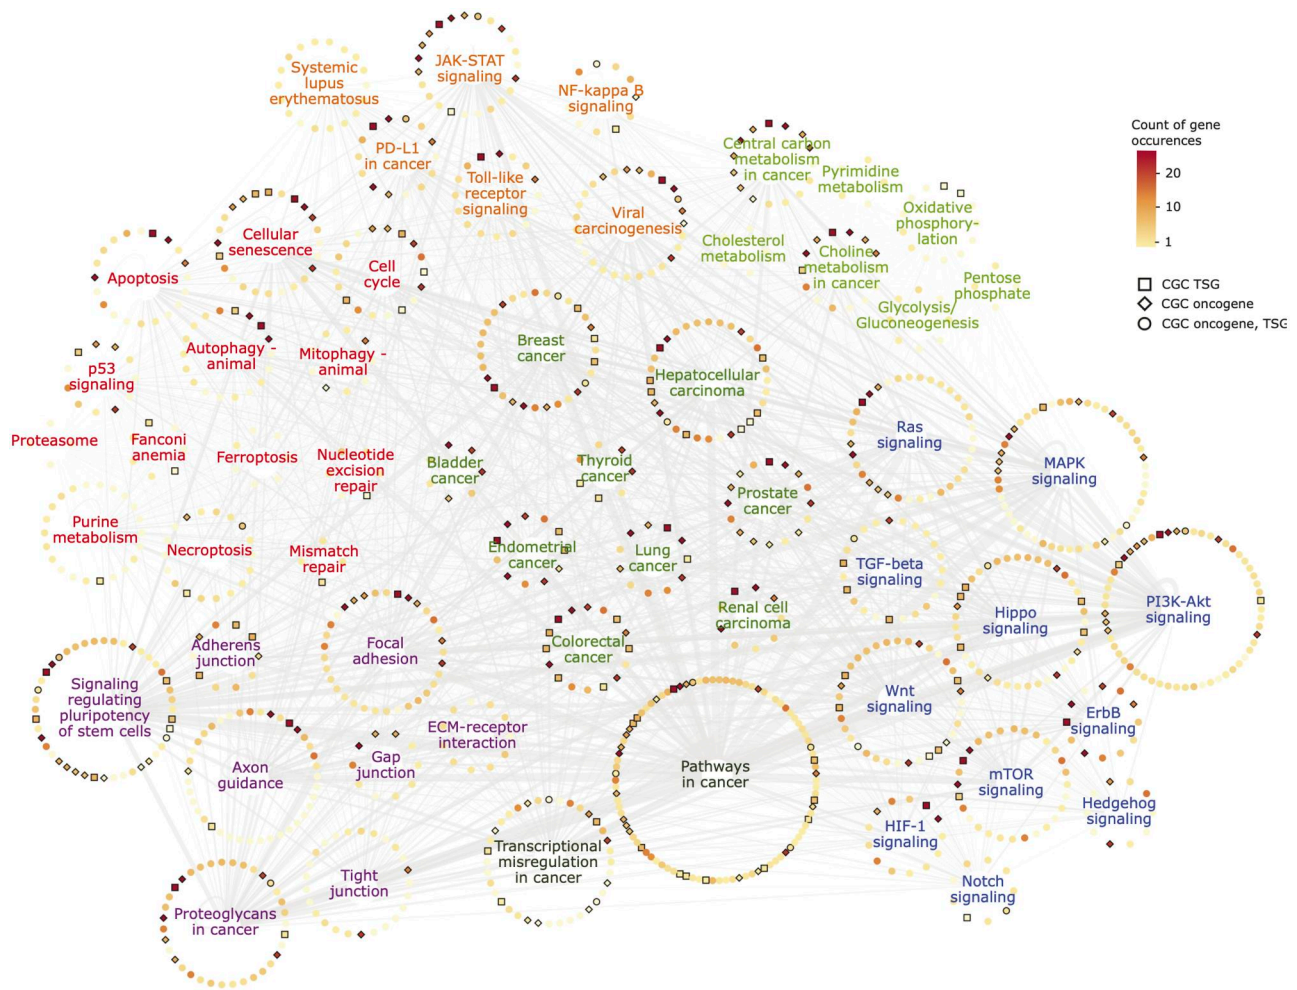 Systemic
lupus
erythematosus
JAK-STAT
signaling
NF-kappa B
signaling
PD-L1
in cancer
Toll-like
receptor
signaling
Viral
carcinogenesis
Central carbon
metabolism
in cancer
Pyrimidine
metabolism
Oxidative
phosphory-
lation
Cholesterol
metabolism
Choline
metabolism
in cancer
Pentose
phosphate
Glycolysis/
Gluconeogenesis
Count of gene
occurences
20
10
1
CGC TSG
CGC oncogene
CGC oncogene, TSG
Cellular
senescence
Apoptosis
Cell
cycle
Autophagy -
animal
Mitophagy -
animal
p53
signaling
Proteasome
Fanconi
anemia
Ferroptosis
Nucleotide
excision
repair
Purine
metabolism
Necroptosis
Mismatch
repair
Breast
cancer
Hepatocellular
carcinoma
Bladder
cancer
Thyroid
cancer
Prostate
cancer
Endometrial
cancer
Lung
cancer
Renal cell
carcinoma
Colorectal
cancer
Ras
signaling
MAPK
signaling
TGF-beta
signaling
Hippo
signaling
PI3K-Akt
signaling
Wnt
signaling
ErbB
signaling
mTOR
signaling
Hedgehog
signaling
HIF-1
signaling
Notch
signaling
Adherens
junction
Focal
adhesion
Signaling
regulating
pluripotency
of stem cells
ECM-receptor
interaction
Gap
junction
Axon
guidance
Tight
junction
Proteoglycans
in cancer
Pathways
in cancer
Transcriptional
misregulation
in cancer